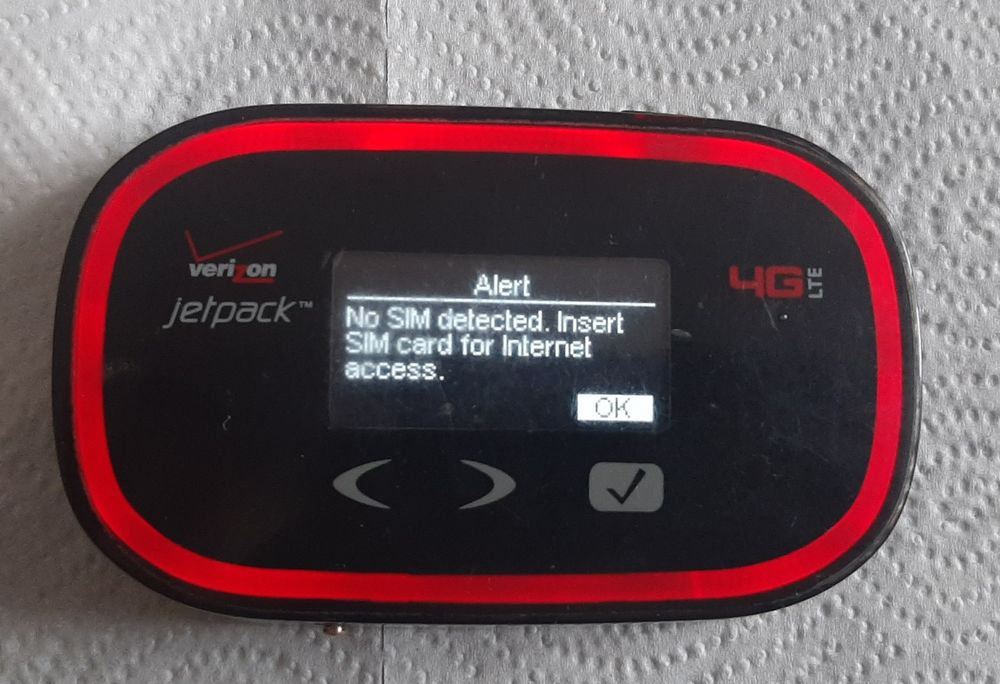 Alert
verizon
jetpack™
No SIM detected. Insert
SIM card for Internet
access.
OK
4G LTE